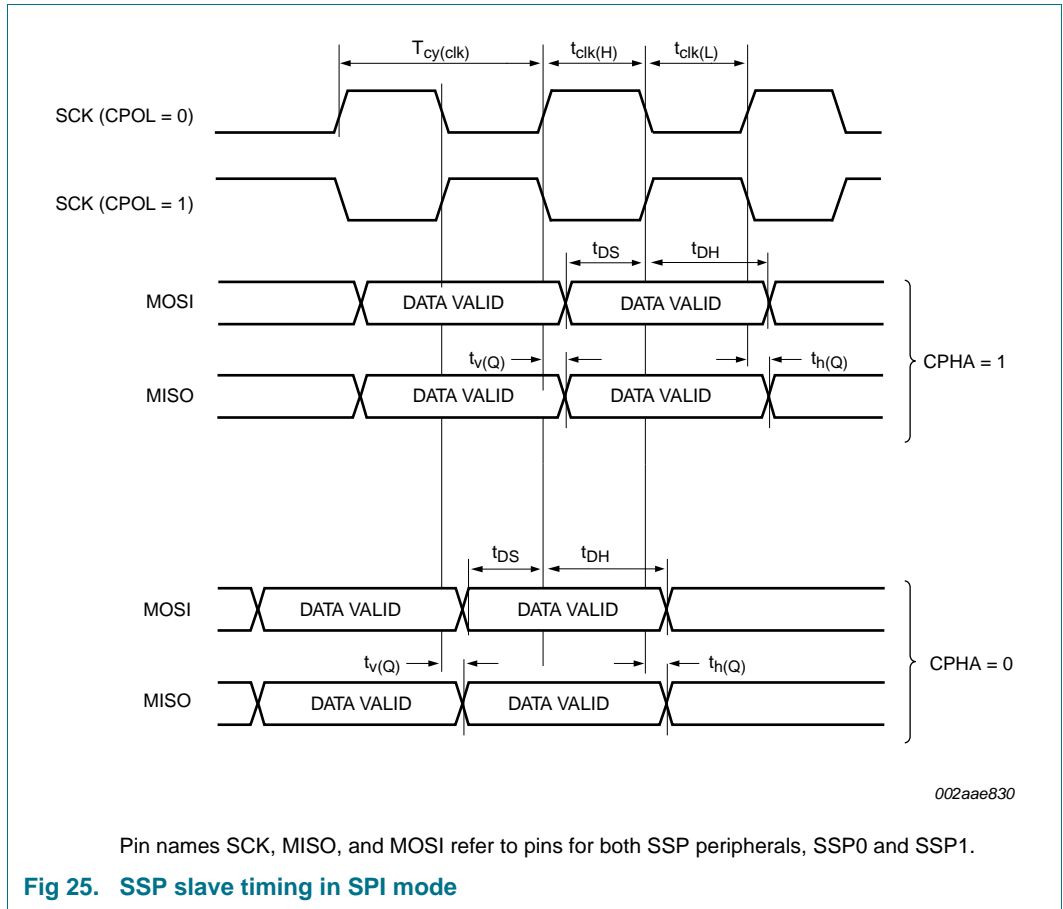 Tcy(clk) tclk(H) tclk(L)
SCK (CPOL = 0)
SCK (CPOL = 1)
tDS tDH
MOSI DATA VALID DATA VALID
tv(Q) th(Q)
CPHA = 1
MISO DATA VALID DATA VALID
tDS tDH
MOSI DATA VALID DATA VALID
tv(Q) th(Q)
CPHA = 0
MISO DATA VALID DATA VALID
002aae830
Pin names SCK, MISO, and MOSI refer to pins for both SSP peripherals, SSP0 and SSP1.
Fig 25. SSP slave timing in SPI mode